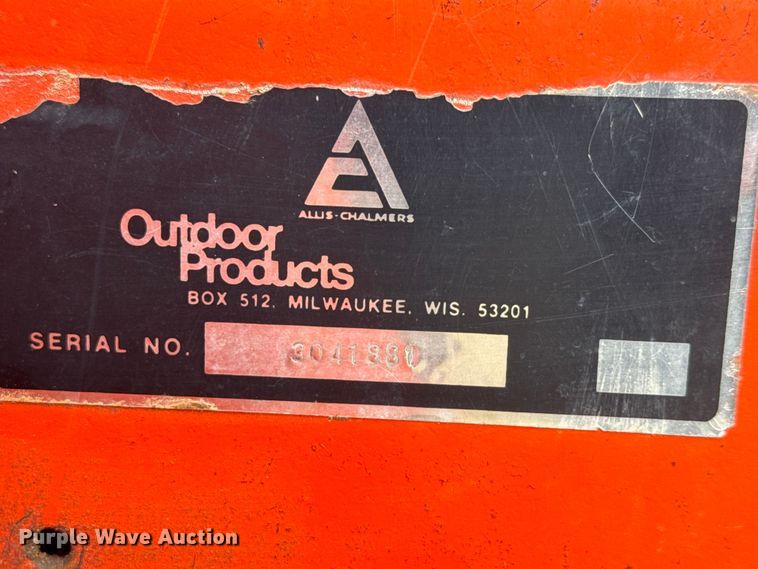 ALLIS-CHALMERS
Outdoor
Products
BOX 512, MILWAUKEE, WIS. 53201
SERIAL NO.
Purple Wave Auction